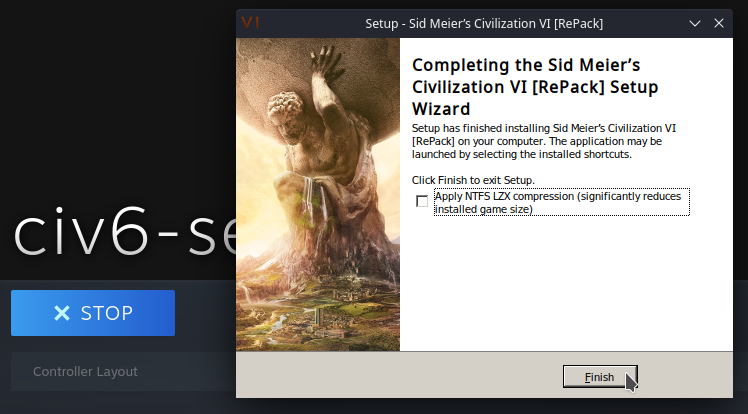 VI
Setup - Sid Meier's Civilization VI [RePack]
Completing the Sid Meier's
Civilization VI [RePack] Setup
Wizard
Setup has finished installing Sid Meier's Civilization VI
[RePack] on your computer. The application may be
launched by selecting the installed shortcuts.
Click Finish to exit Setup.
Apply NTFS LZX compression (significantly reduces
installed game size)
Finish
civ6-se
STOP
Controller Layout